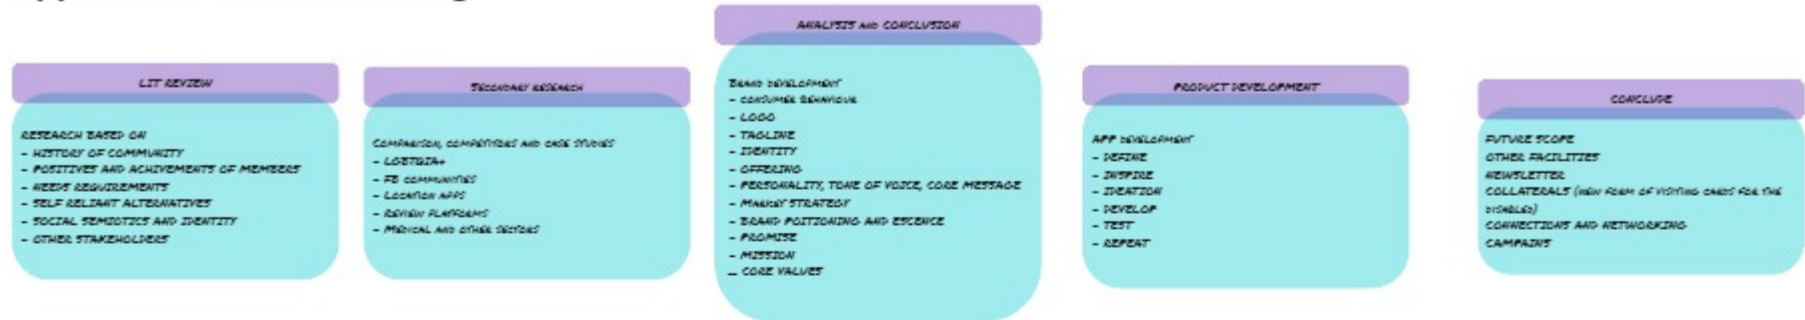 LIT REVIEW
RESEARCH BASED ON
- HISTORY OF COMMUNITY
- POSITIVES AND ACHIVEMENTS OF MEMBERS
- NEEDS REQUIREMENTS
- SELF RELIANT ALTERNATIVES
- SOCIAL SEMIOTICS AND IDENTITY
- OTHER STAKEHOLDERS
SECONDARY RESEARCH
COMPARISON, COMPETITORS AND CASE STUDIES
- LGBTQIA+
- FB COMMUNITIES
- LOCATION APPS
- REVIEW PLATFORMS
- MEDICAL AND OTHER SECTORS
ANALYSIS AND CONCLUSION
BRAND DEVELOPMENT
- CONSUMER BEHAVIOUR
- LOGO
- TAGLINE
- IDENTITY
- OFFERING
- PERSONALITY, TONE OF VOICE, CORE MESSAGE
- MARKET STRATEGY
- BRAND POITIONING AND ESCENCE
- PROMISE
- MISSION
_ CORE VALUES
PRODUCT DEVELOPMENT
APP DEVELOPMENT
- DEFINE
- INSPIRE
- IDEATION
- DEVELOP
- TEST
- REPEAT
CONCLUDE
FUTURE SCOPE
OTHER FACILITIES
NEWSLETTER
COLLATERALS (NEW FORM OF VISITING CARDS FOR THE
DISABLED)
CONNECTIONS AND NETWORKING
CAMPAINS